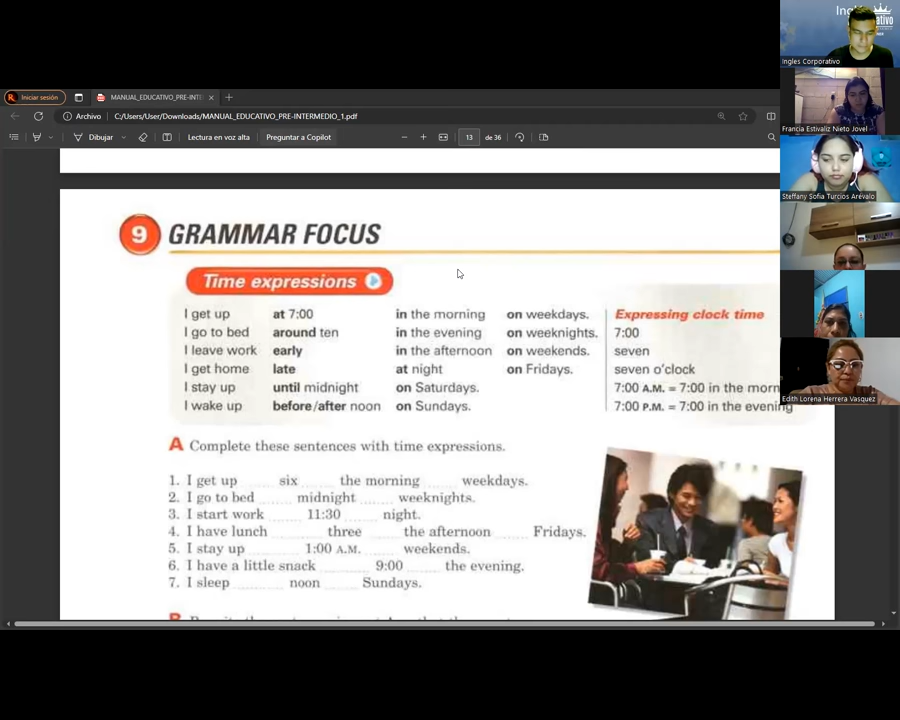 Iniciar sesión
MANUAL_EDUCATIVO_PRE-INT
Archivo
C:/Users/User/Downloads/MANUAL_EDUCATIVO_PRE-INTERMEDIO_1.pdf
Dibujar
Lectura en voz alta
Preguntar a Copilot
13
de 36
9 GRAMMAR FOCUS
Time expressions
I get up at 7:00 in the morning on weekdays.
I go to bed around ten in the evening on weeknights.
I leave work early in the afternoon on weekends.
I get home late at night on Fridays.
I stay up until midnight on Saturdays.
I wake up before/after noon on Sundays.
Expressing clock time
7:00
seven
seven o'clock
7:00 A.M. = 7:00 in the morn
7:00 P.M. = 7:00 in the evening
A Complete these sentences with time expressions.
1. I get up ........ six ........ the morning ........ weekdays.
2. I go to bed ........ midnight ........ weeknights.
3. I start work ........ 11:30 ........ night.
4. I have lunch ........ three ........ the afternoon ........ Fridays.
5. I stay up ........ 1:00 A.M. ........ weekends.
6. I have a little snack ........ 9:00 ........ the evening.
7. I sleep ........ noon ........ Sundays.
Ingles Corporativo
Francia Estivaliz Nieto Jovel
Steffany Sofia Turcios Arévalo
Edith Lorena Herrera Vasquez